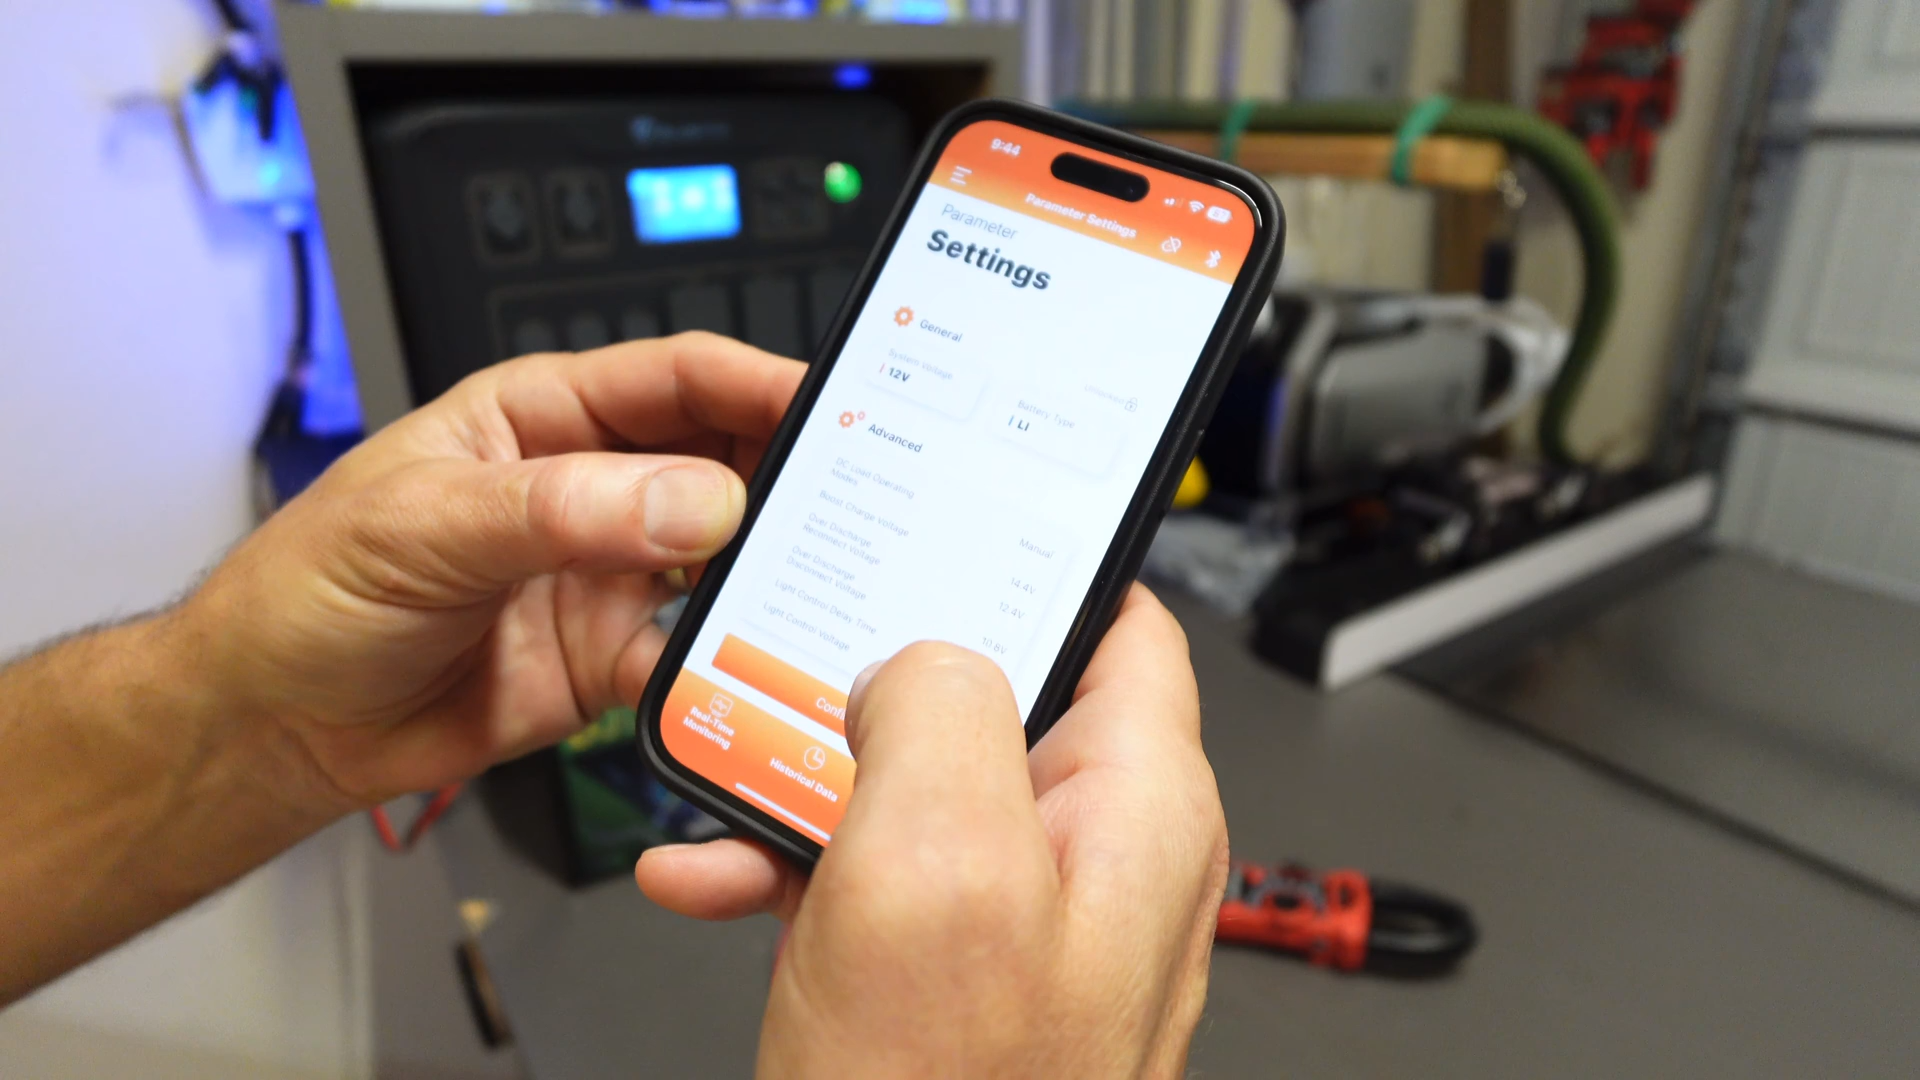 9:44
Parameter Settings
87
Parameter
Settings
General
System Voltage
12V
Unlocked
Battery Type
LI
Advanced
DC Load Operating
Modes
Manual
Boost Charge Voltage
14.4V
Over Discharge
Reconnect Voltage
12.4V
Over Discharge
Disconnect Voltage
10.8V
Light Control Delay Time
Light Control Voltage
Real-Time
Monitoring
Historical Data